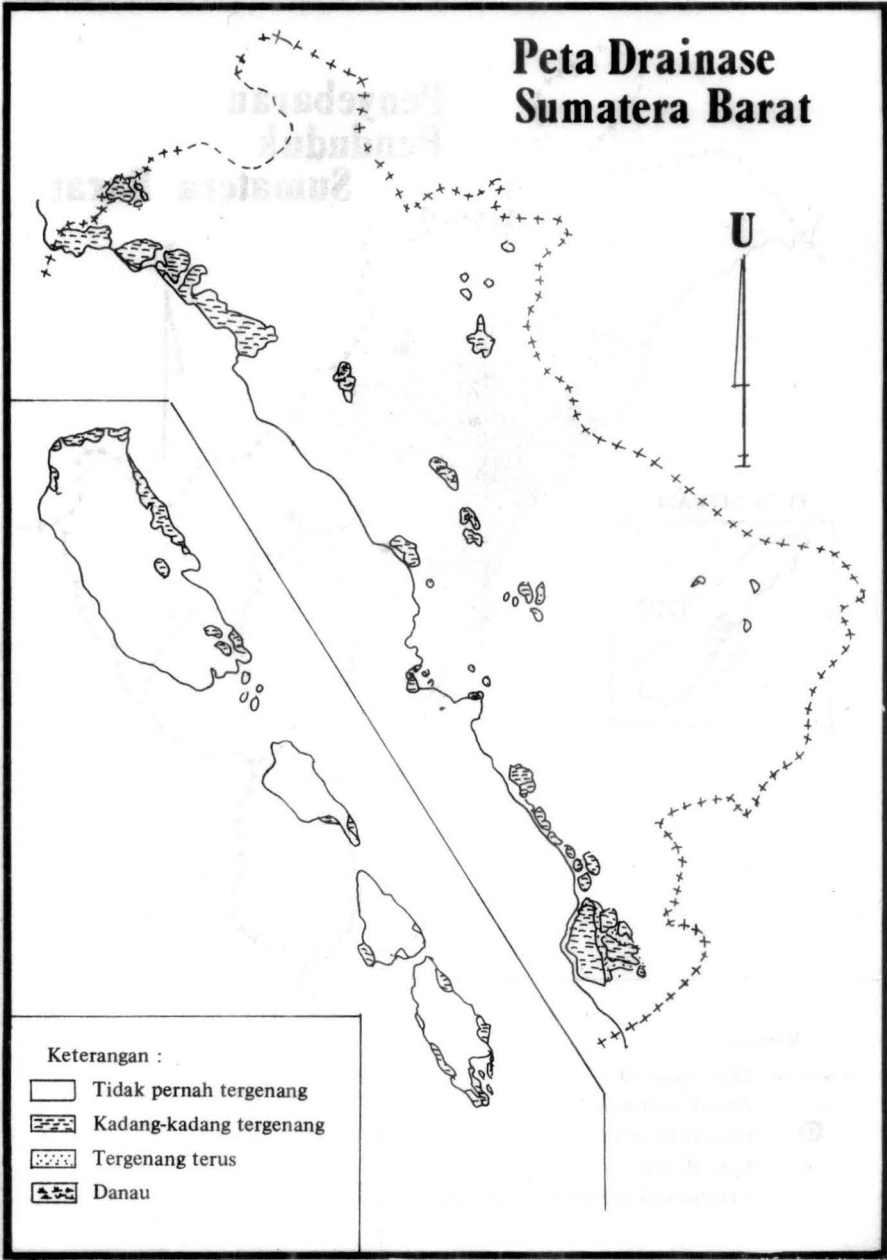 Peta Drainase
Sumatera Barat
U
Keterangan :
Tidak pernah tergenang
Kadang-kadang tergenang
Tergenang terus
Danau